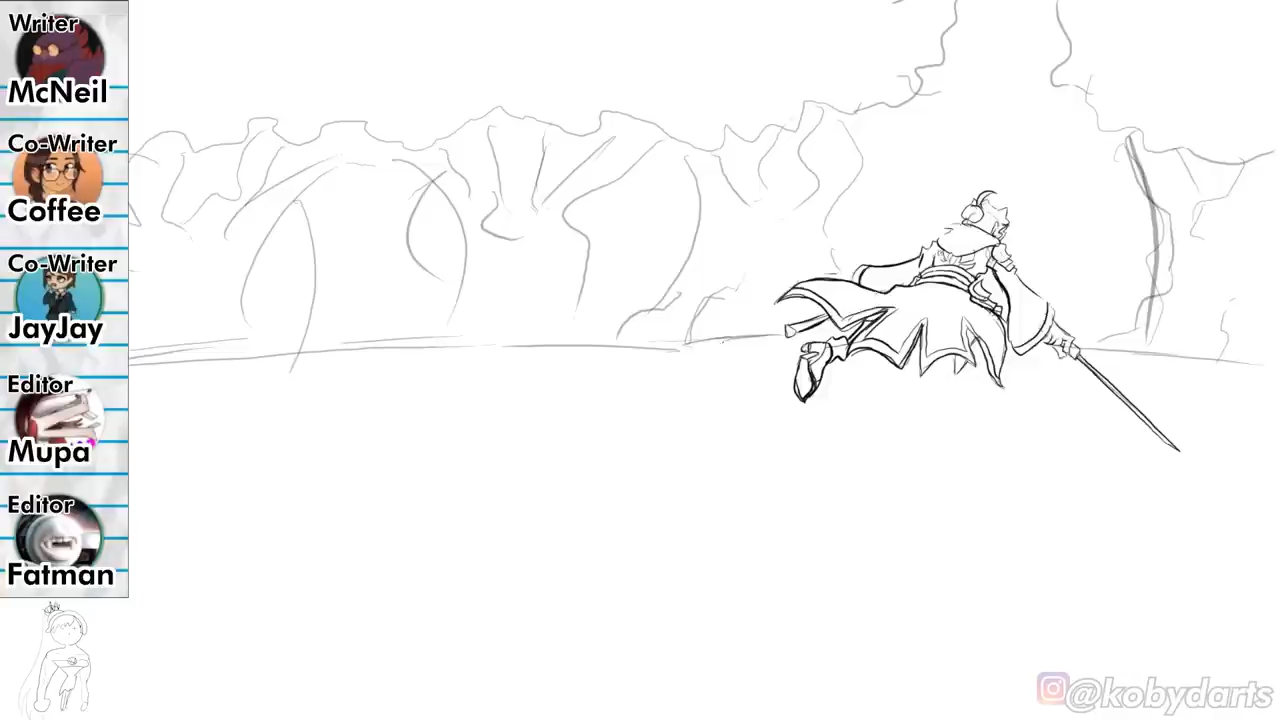 Writer
McNeil
Co-Writer
Coffee
Co-Writer
JayJay
Editor
Mupa
Editor
Fatman
@kobydarts